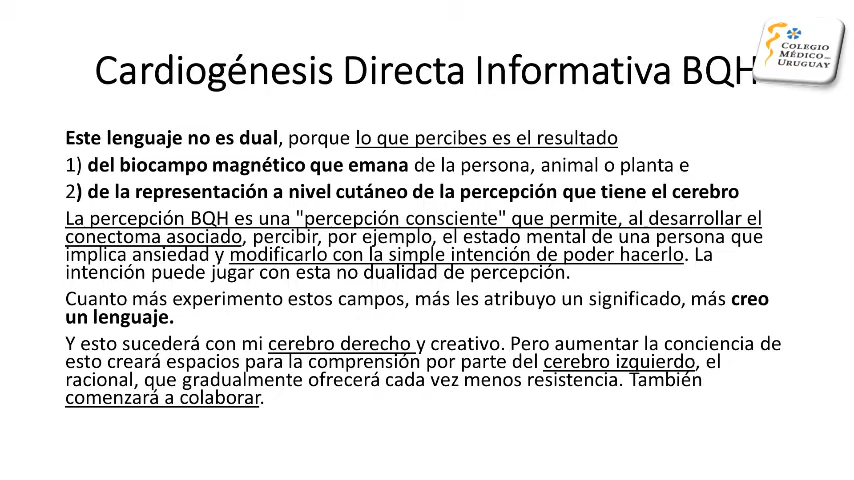 COLEGIO
MÉDICO DEL
URUGUAY
Cardiogénesis Directa Informativa BQH
Este lenguaje no es dual, porque lo que percibes es el resultado
1) del biocampo magnético que emana de la persona, animal o planta e
2) de la representación a nivel cutáneo de la percepción que tiene el cerebro
La percepción BQH es una "percepción consciente" que permite, al desarrollar el
conectoma asociado, percibir, por ejemplo, el estado mental de una persona que
implica ansiedad y modificarlo con la simple intención de poder hacerlo. La
intención puede jugar con esta no dualidad de percepción.
Cuanto más experimento estos campos, más les atribuyo un significado, más creo
un lenguaje.
Y esto sucederá con mi cerebro derecho y creativo. Pero aumentar la conciencia de
esto creará espacios para la comprensión por parte del cerebro izquierdo, el
racional, que gradualmente ofrecerá cada vez menos resistencia. También
comenzará a colaborar.